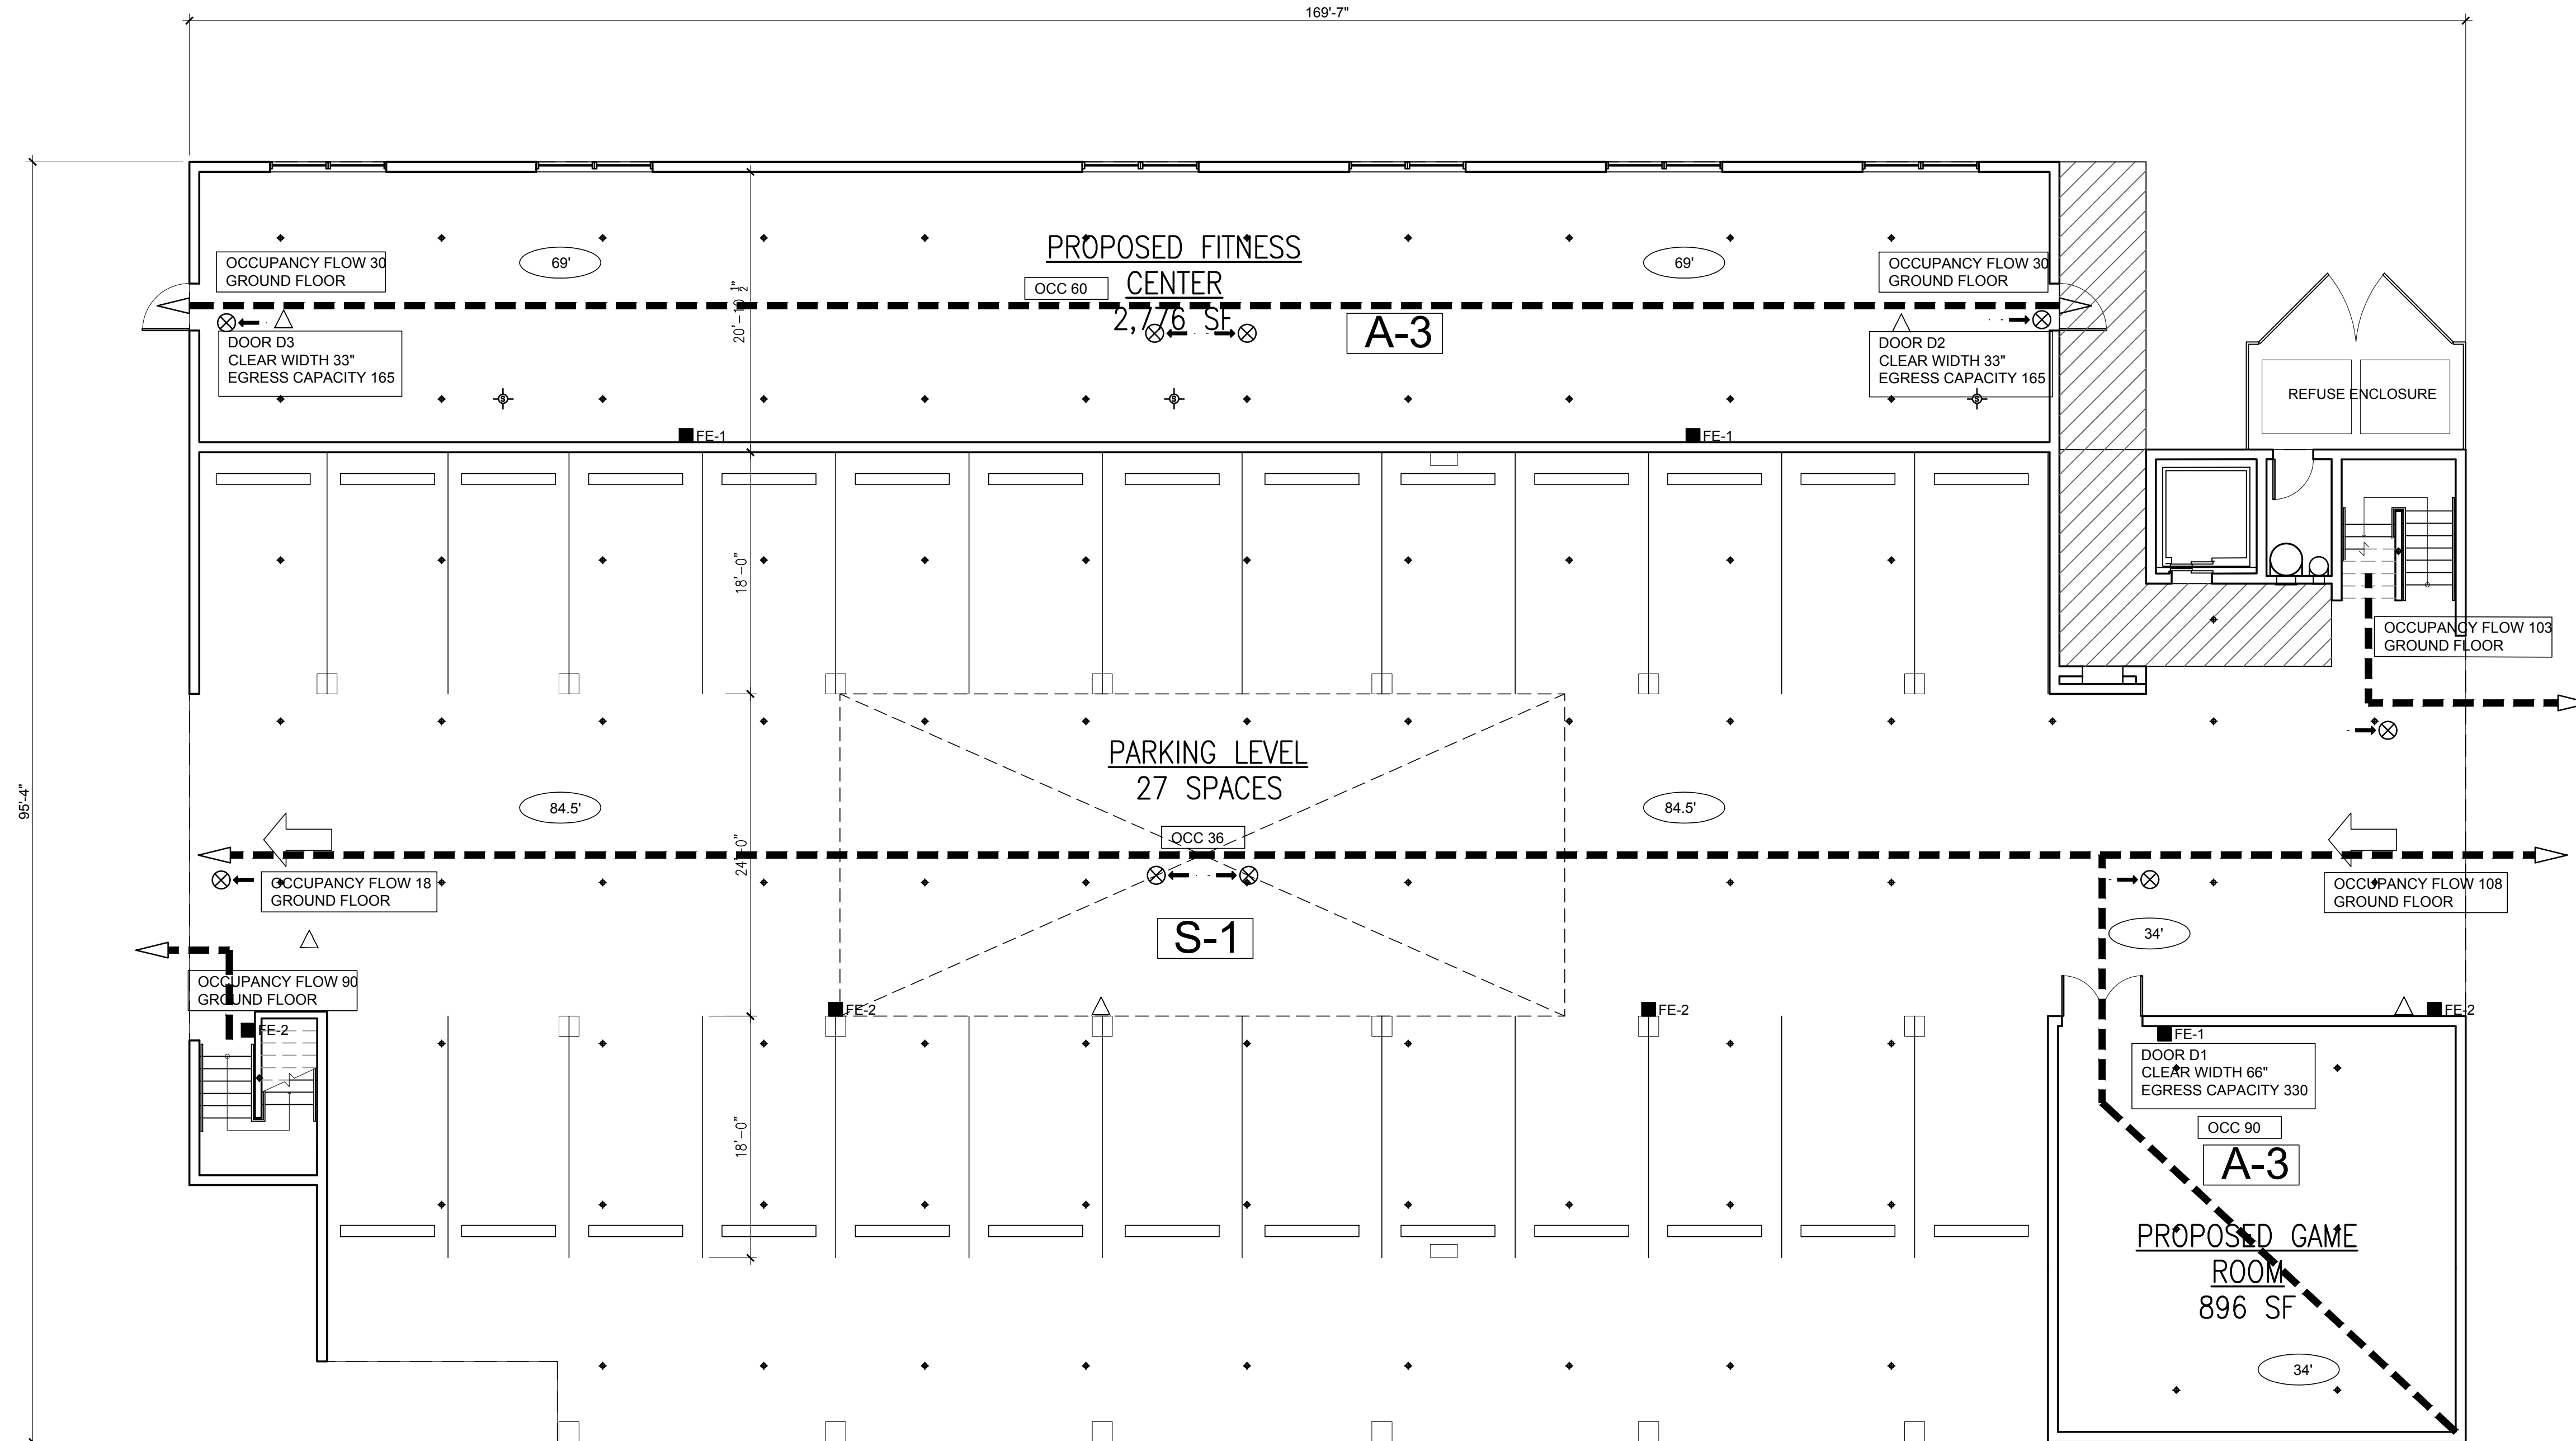 169'-7"
PROPOSED FITNESS
CENTER
2,776 SF
OCC 60
A-3
69'
69'
OCCUPANCY FLOW 30
GROUND FLOOR
OCCUPANCY FLOW 30
GROUND FLOOR
20'-10 1/2"
DOOR D3
CLEAR WIDTH 33"
EGRESS CAPACITY 165
DOOR D2
CLEAR WIDTH 33"
EGRESS CAPACITY 165
REFUSE ENCLOSURE
S
S
S
FE-1
FE-1
18'-0"
OCCUPANCY FLOW 103
GROUND FLOOR
PARKING LEVEL
27 SPACES
95'-4"
84.5'
84.5'
OCC 36
24'-0"
OCCUPANCY FLOW 18
GROUND FLOOR
OCCUPANCY FLOW 108
GROUND FLOOR
S-1
34'
OCCUPANCY FLOW 90
GROUND FLOOR
FE-2
FE-2
FE-2
FE-2
FE-1
DOOR D1
CLEAR WIDTH 66"
EGRESS CAPACITY 330
18'-0"
OCC 90
A-3
PROPOSED GAME
ROOM
896 SF
34'